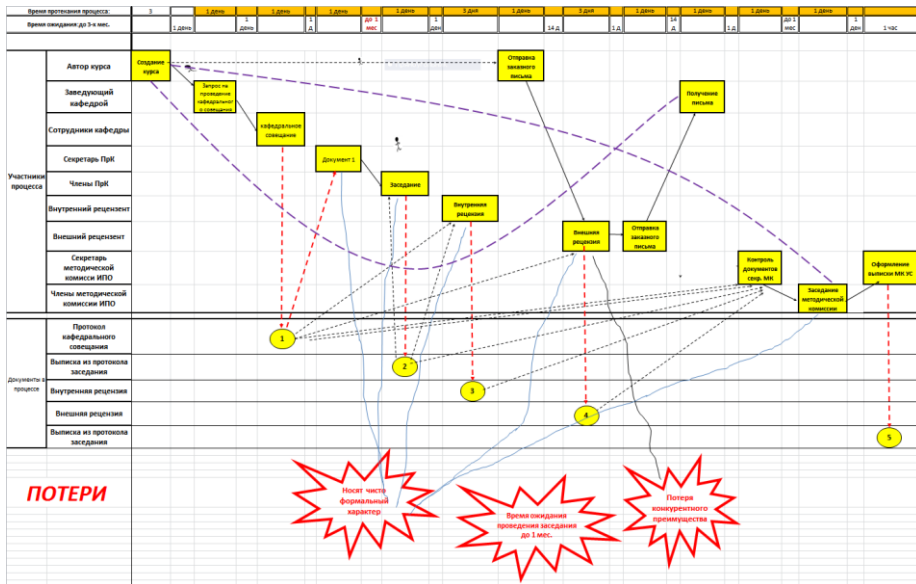 Время протекания процесса: 3 1 день 1 день 1 день 1 день 1 день 3 дня 1 день 3 дня 1 день 1 день 1 день 1 день
Время ожидания: до 3-х мес. 1 день 1 день 1 д до 1 мес 1 ден 14 д 1 д 14 д 1 д до 1 мес 1 ден 1 час
Автор курса
Создание курса
Отправка заказного письма
Заведующий кафедрой
Запрос на проведение кафедрального совещания
Получение письма
Сотрудники кафедры
кафедральное совещание
Участники процесса
Секретарь ПрК
Документ 1
Члены ПрК
Заседание
Внутренний рецензент
Внутренняя рецензия
Внешний рецензент
Внешняя рецензия
Отправка заказного письма
Секретарь методической комисси ИПО
Контроль документов секр. МК
Оформление выписки МК УС
Члены методической комиссии ИПО
Заседание методической комиссии
Документы в процессе
Протокол кафедрального совещания
1
Выписка из протокола заседания
2
Внутренняя рецензия
3
Внешняя рецензия
4
Выписка из протокола заседания
5
ПОТЕРИ
Носят чисто формальный характер
Время ожидания проведения заседания до 1 мес.
Потеря конкурентного преимущества